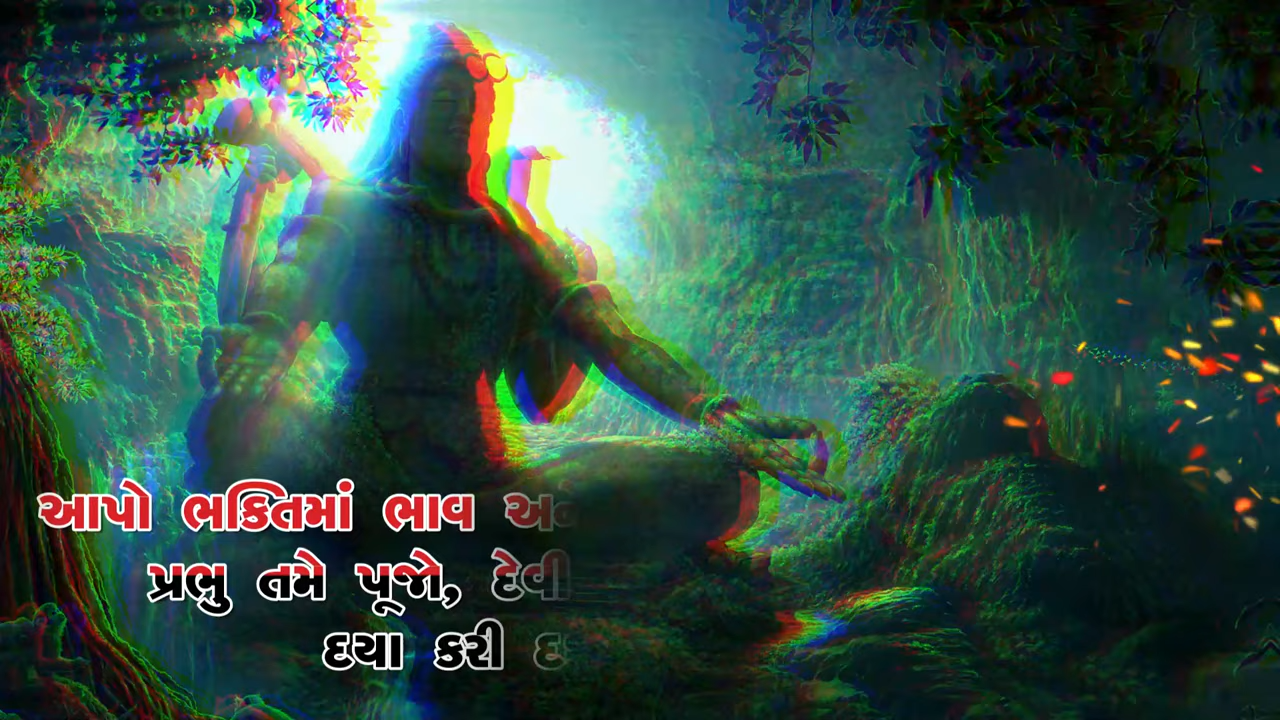 આપો ભક્તિમાં ભાવ
પ્રભુ તમે પૂજો, દેવી
દયા કરી